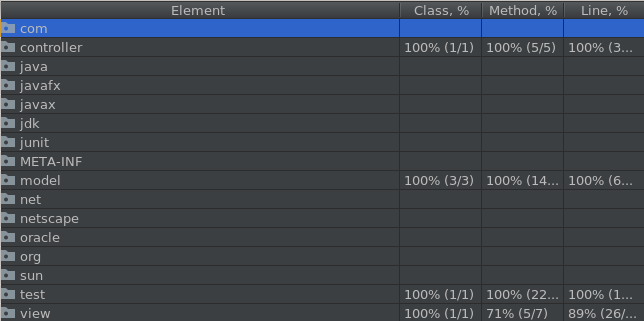 Element Class, % Method, % Line, %
com
controller 100% (1/1) 100% (5/5) 100% (3...
java
javafx
javax
jdk
junit
META-INF
model 100% (3/3) 100% (14... 100% (6...
net
netscape
oracle
org
sun
test 100% (1/1) 100% (22... 100% (1...
view 100% (1/1) 71% (5/7) 89% (26/...